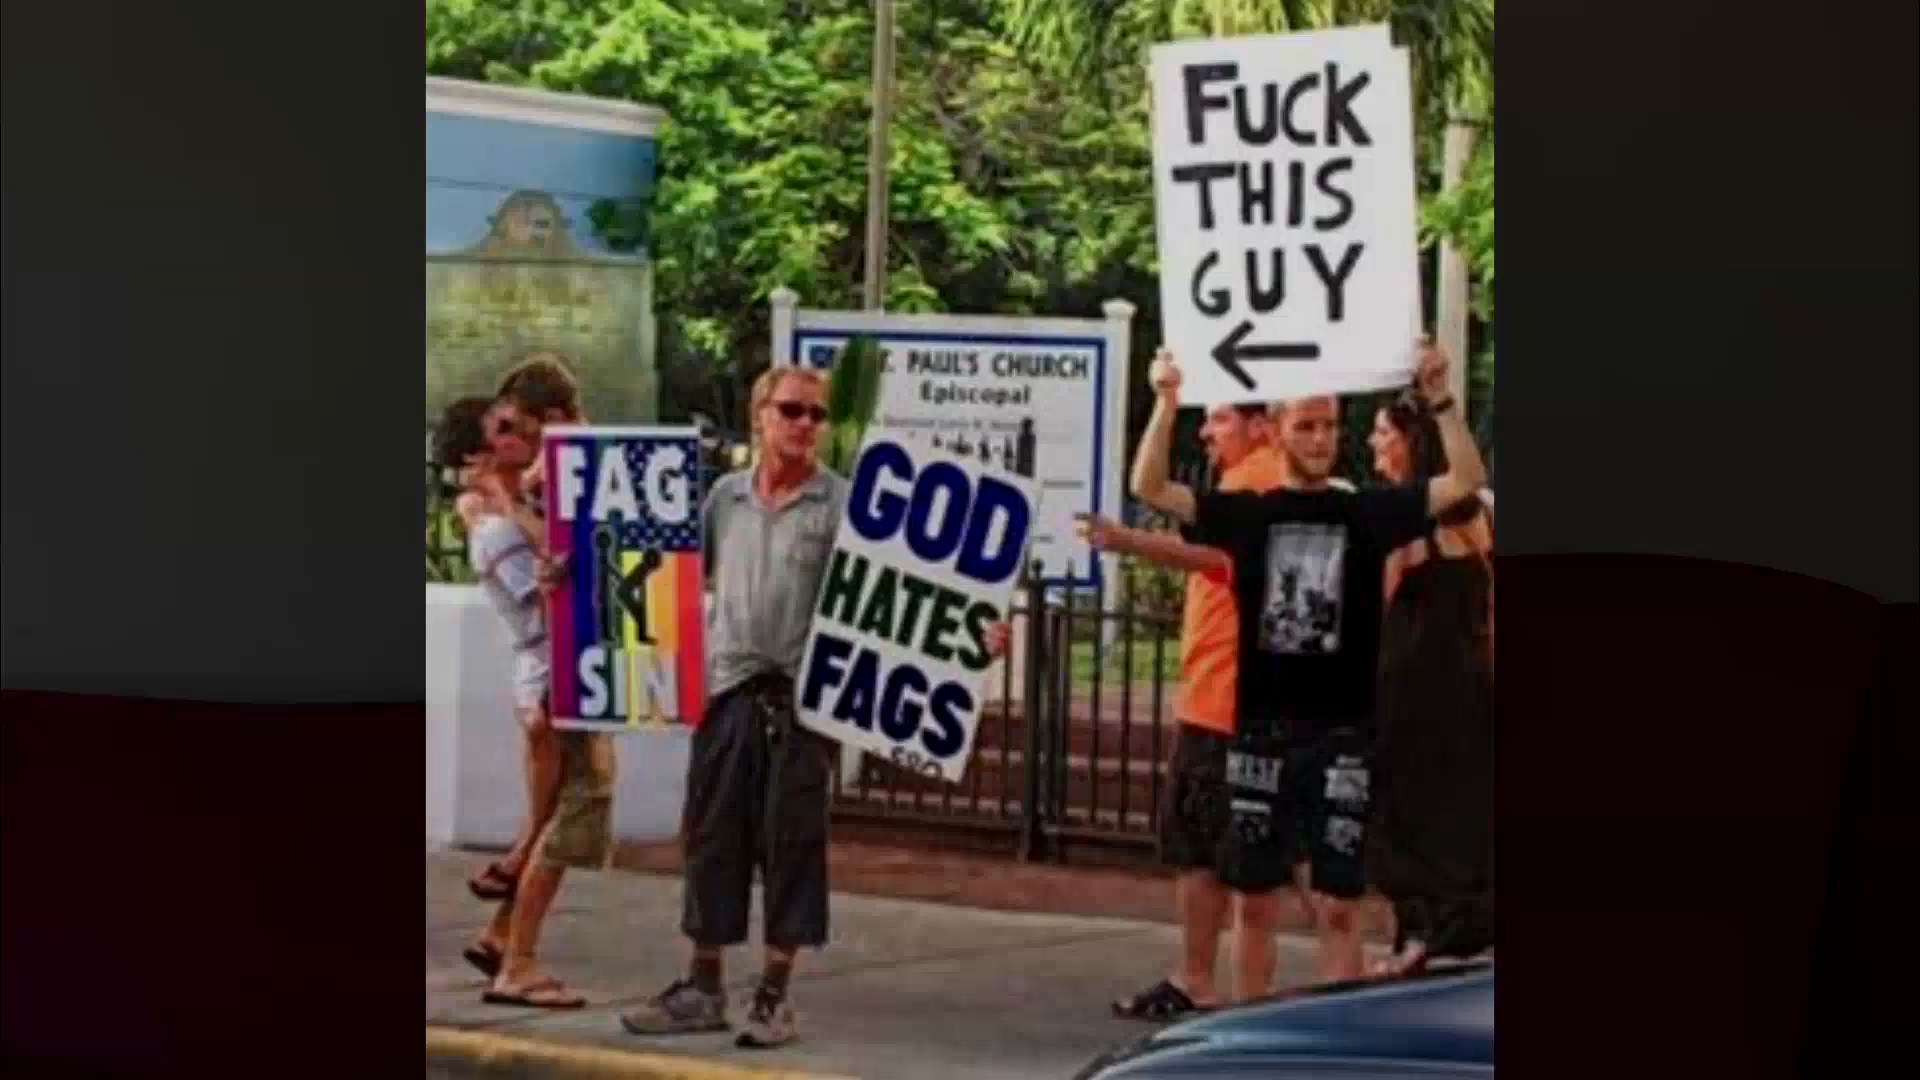 FUCK
THIS
GUY
PAUL'S CHURCH
Episcopal
FAG
SIN
GOD
HATES
FAGS